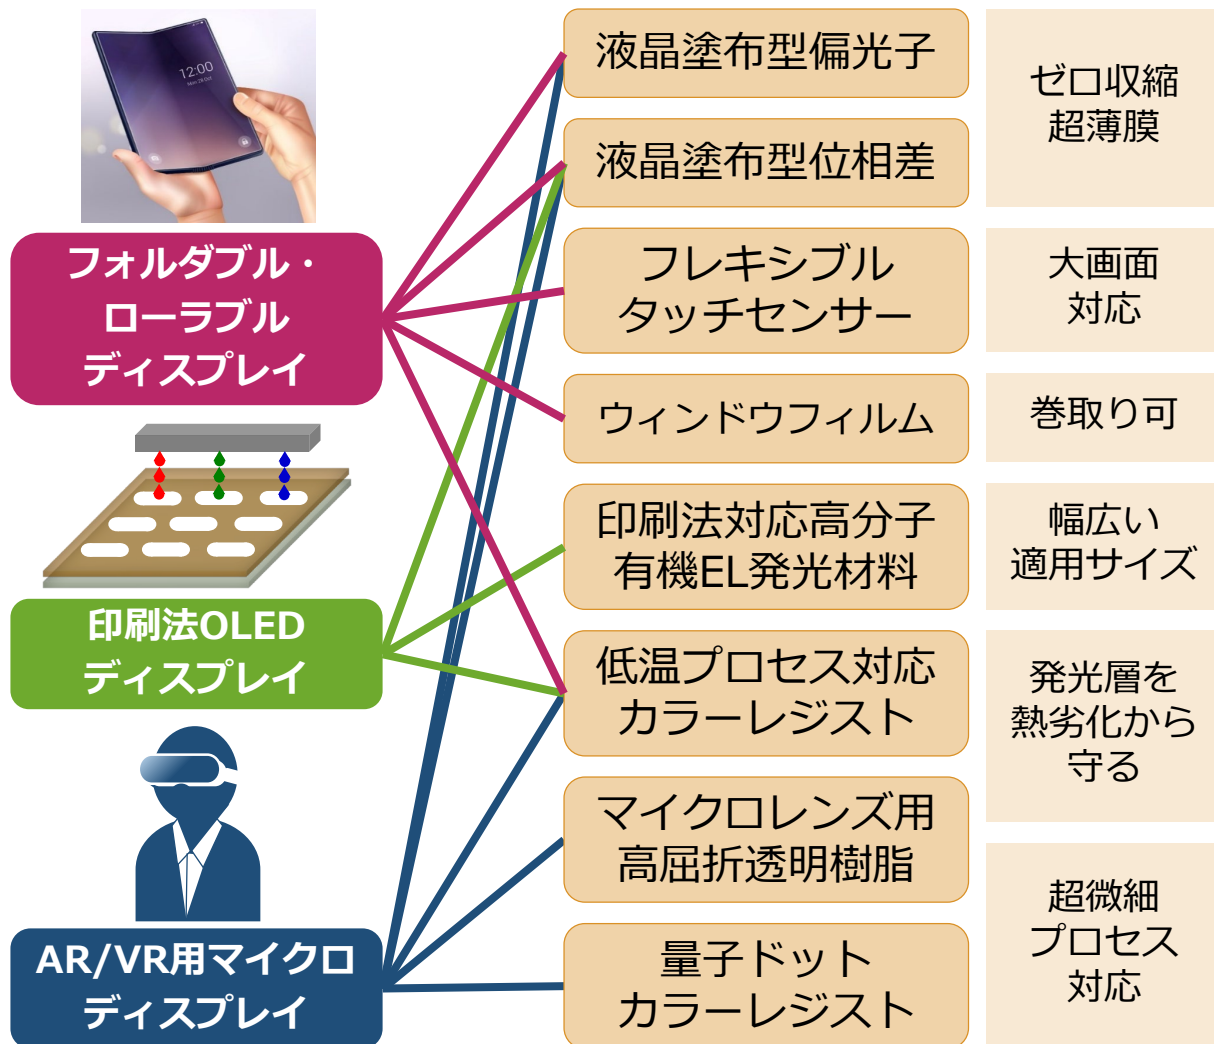 12:00
フォルダブル・
ローラブル
ディスプレイ
印刷法OLED
ディスプレイ
AR/VR用マイクロ
ディスプレイ
液晶塗布型偏光子
液晶塗布型位相差
フレキシブル
タッチセンサー
ウィンドウフィルム
印刷法対応高分子
有機EL発光材料
低温プロセス対応
カラーレジスト
マイクロレンズ用
高屈折透明樹脂
量子ドット
カラーレジスト
ゼロ収縮
超薄膜
大画面
対応
巻取り可
幅広い
適用サイズ
発光層を
熱劣化から
守る
超微細
プロセス
対応